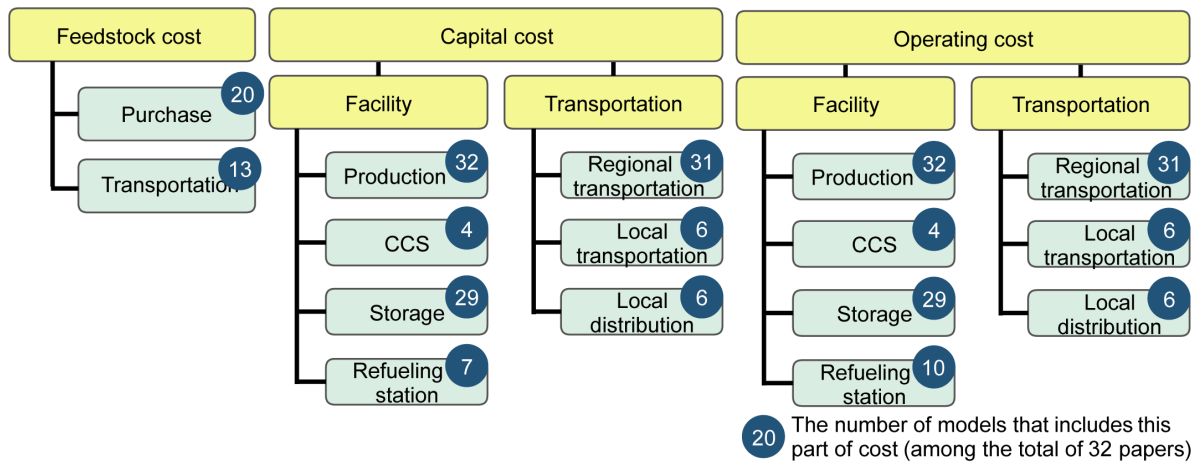 Feedstock cost
20
Purchase
13
Transportation
Capital cost
Facility
32
Production
4
CCS
29
Storage
7
Refueling
station
Transportation
31
Regional
transportation
6
Local
transportation
6
Local
distribution
Operating cost
Facility
32
Production
4
CCS
29
Storage
10
Refueling
station
Transportation
31
Regional
transportation
6
Local
transportation
6
Local
distribution
20
The number of models that includes this
part of cost (among the total of 32 papers)